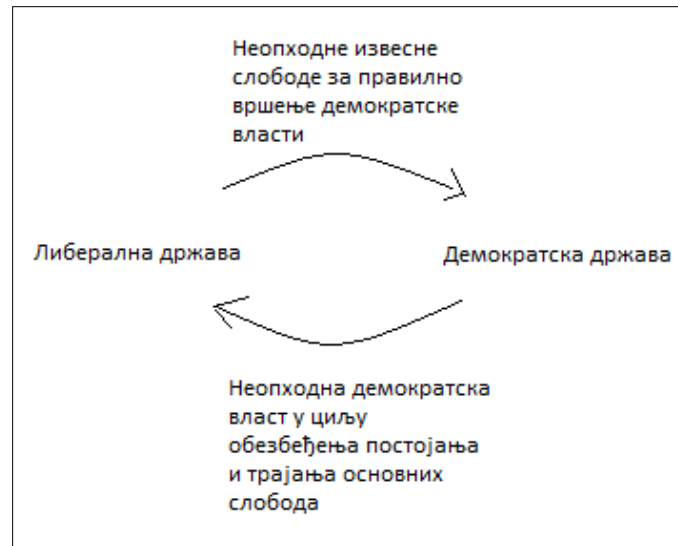 Неопходне извесне
слободе за правилно
вршење демократске
власти
Либерална држава
Демократска држава
Неопходна демократска
власт у циљу
обезбеђења постојања
и трајања основних
слобода